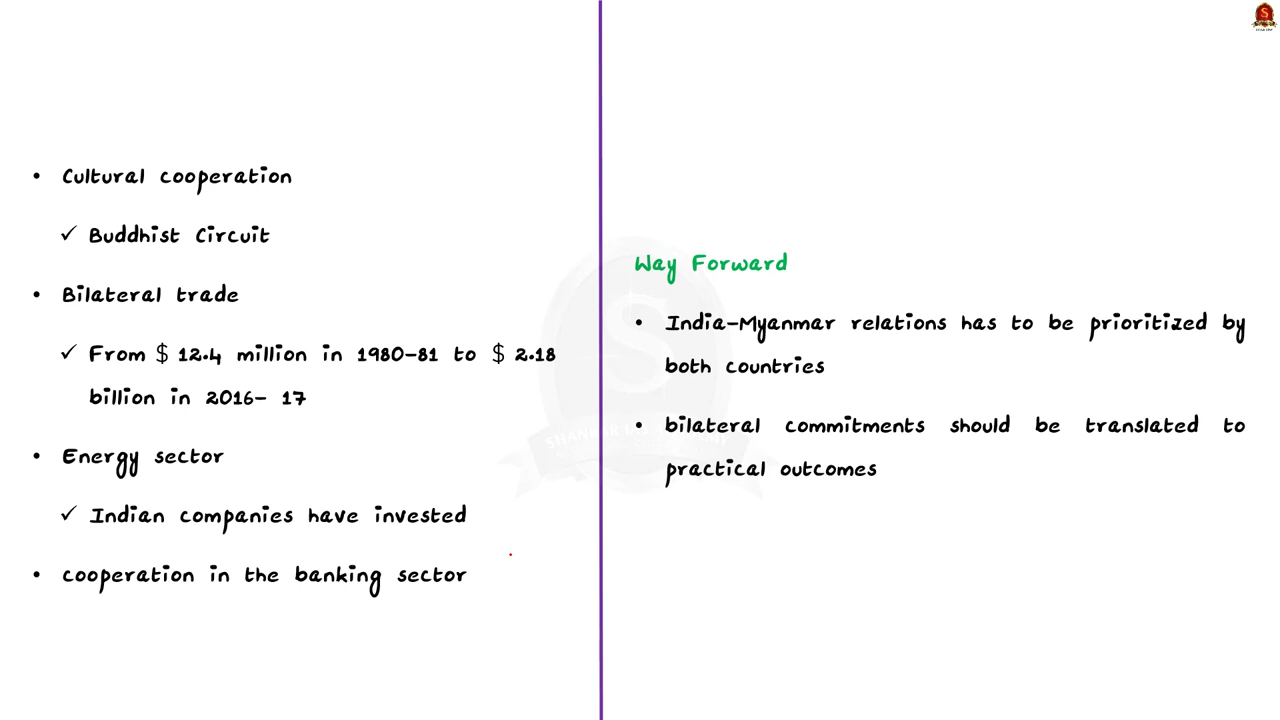 • Cultural cooperation
✓ Buddhist Circuit
• Bilateral trade
✓ From $ 12.4 million in 1980-81 to $ 2.18
billion in 2016- 17
• Energy sector
✓ Indian companies have invested
• cooperation in the banking sector
Way Forward
• India-Myanmar relations has to be prioritized by
both countries
• bilateral commitments should be translated to
practical outcomes